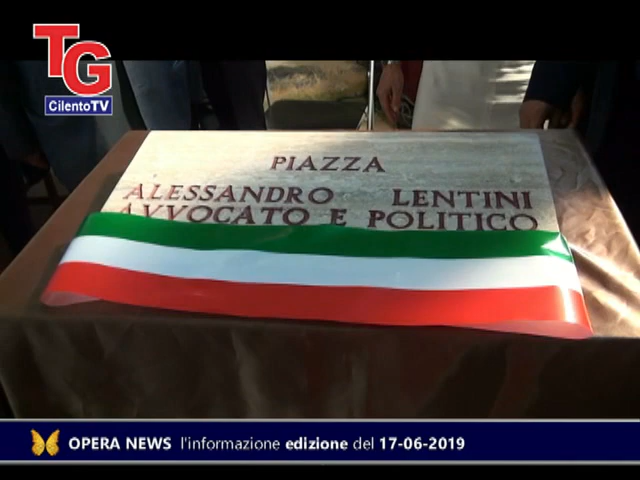 TG
CilentoTV
PIAZZA
ALESSANDRO LENTINI
AVVOCATO E POLITICO
OPERA NEWS l'informazione edizione del 17-06-2019